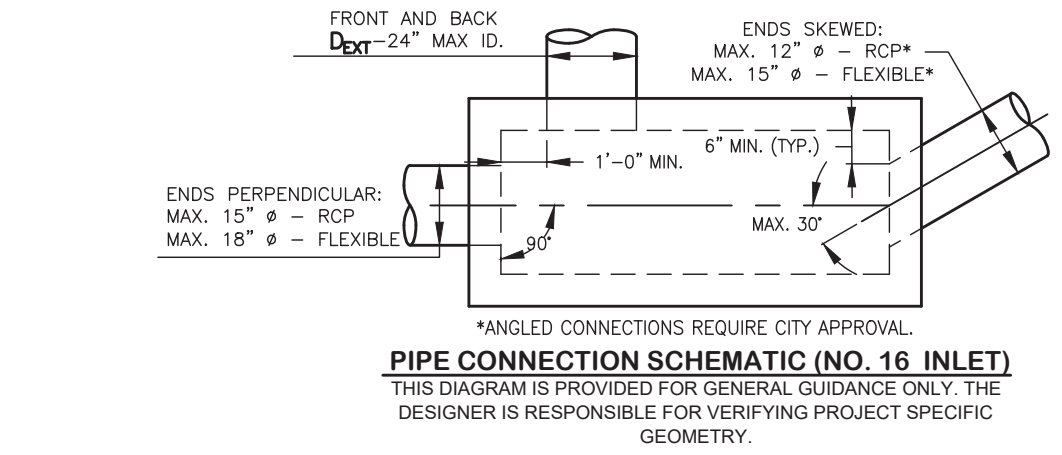 FRONT AND BACK
DEXT-24" MAX ID.
ENDS SKEWED:
MAX. 12" ø - RCP*
MAX. 15" ø - FLEXIBLE*
6" MIN. (TYP.)
1'-0" MIN.
ENDS PERPENDICULAR:
MAX. 15" ø - RCP
MAX. 18" ø - FLEXIBLE
90°
MAX. 30°
*ANGLED CONNECTIONS REQUIRE CITY APPROVAL.
PIPE CONNECTION SCHEMATIC (NO. 16 INLET)
THIS DIAGRAM IS PROVIDED FOR GENERAL GUIDANCE ONLY. THE
DESIGNER IS RESPONSIBLE FOR VERIFYING PROJECT SPECIFIC
GEOMETRY.